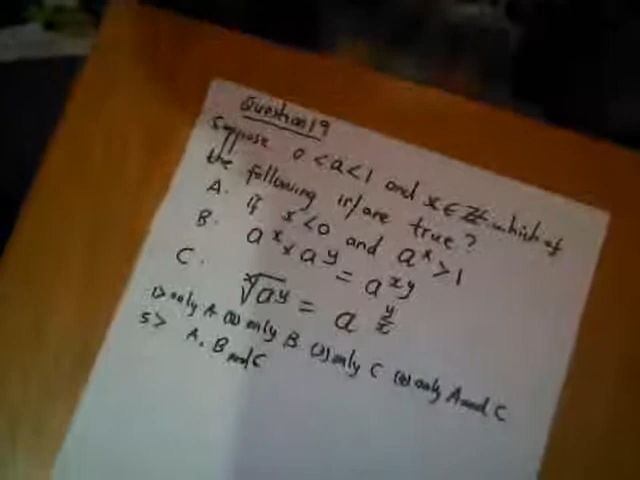 Question 19
Suppose 0 < a < 1 and x ∈ Z which of
the following is/are true?
A. if x < 0 and a^x > 1
B. a^x × a^y = a^xy
C. ˣ√a^y = a^(y/x)
1> only A (2) only B (3) only C (4) only A and C
5> A, B and C